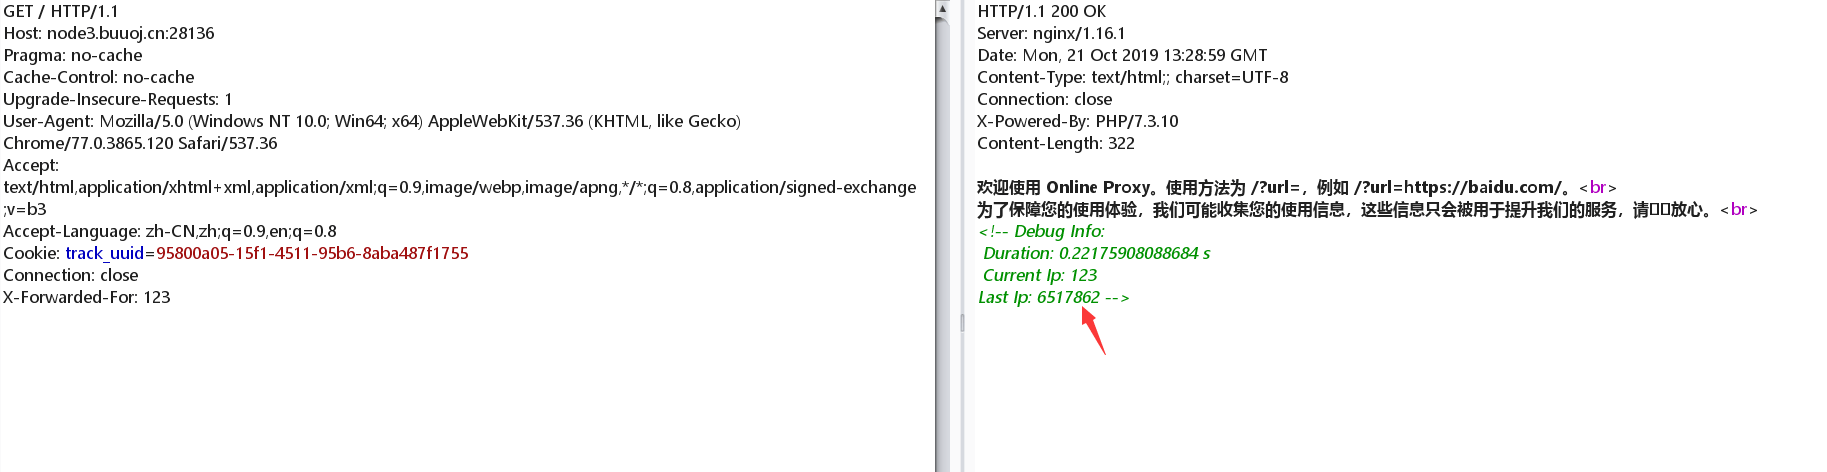 GET / HTTP/1.1
Host: node3.buuoj.cn:28136
Pragma: no-cache
Cache-Control: no-cache
Upgrade-Insecure-Requests: 1
User-Agent: Mozilla/5.0 (Windows NT 10.0; Win64; x64) AppleWebKit/537.36 (KHTML, like Gecko)
Chrome/77.0.3865.120 Safari/537.36
Accept:
text/html,application/xhtml+xml,application/xml;q=0.9,image/webp,image/apng,*/*;q=0.8,application/signed-exchange
;v=b3
Accept-Language: zh-CN,zh;q=0.9,en;q=0.8
Cookie: track_uuid=95800a05-15f1-4511-95b6-8aba487f1755
Connection: close
X-Forwarded-For: 123
HTTP/1.1 200 OK
Server: nginx/1.16.1
Date: Mon, 21 Oct 2019 13:28:59 GMT
Content-Type: text/html;; charset=UTF-8
Connection: close
X-Powered-By: PHP/7.3.10
Content-Length: 322
欢迎使用 Online Proxy。使用方法为 /?url=，例如 /?url=https://baidu.com/。<br>
为了保障您的使用体验，我们可能收集您的使用信息，这些信息只会被用于提升我们的服务，请▯▯放心。<br>
<!-- Debug Info:
Duration: 0.22175908088684 s
Current Ip: 123
Last Ip: 6517862 -->